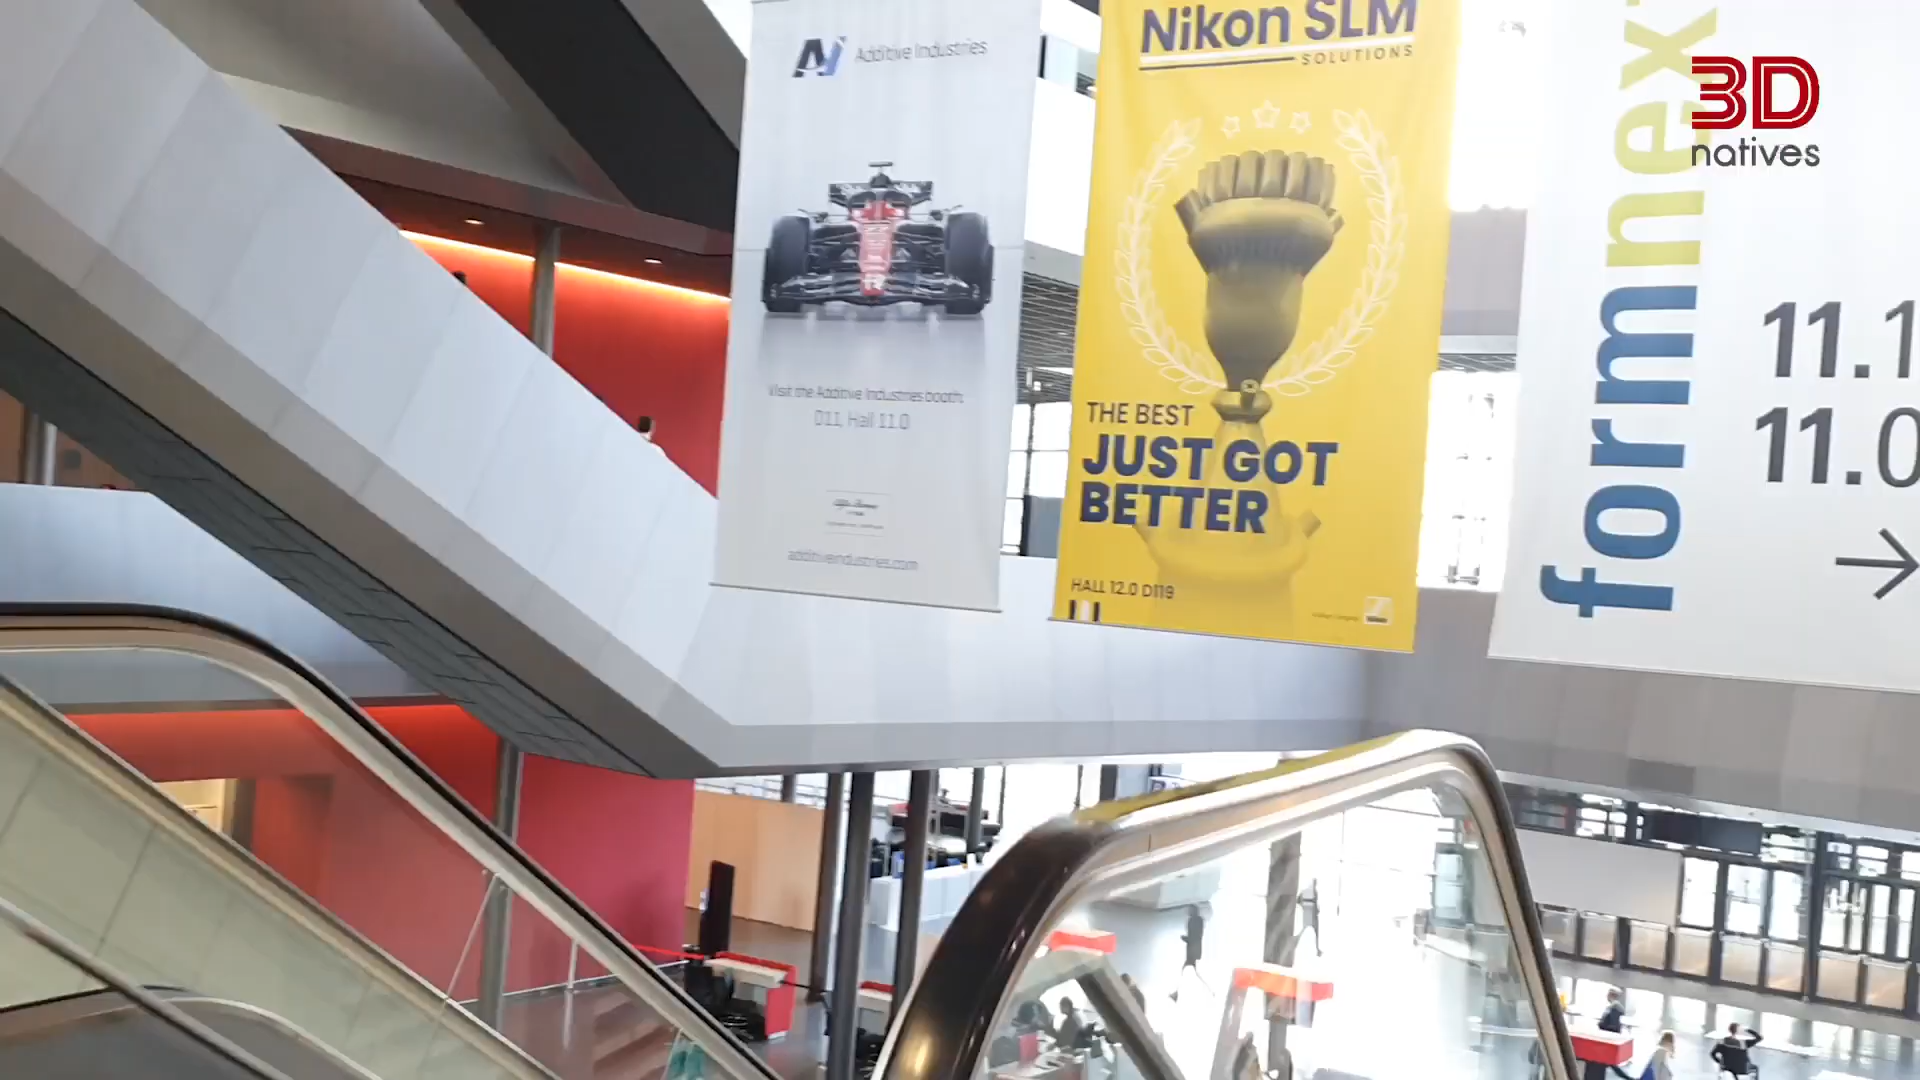 Additive Industries
Visit the Additive Industries booth:
D11, Hall 11.0
additiveindustries.com
Nikon SLM
SOLUTIONS
THE BEST
JUST GOT
BETTER
HALL 12.0 D119
formnext
11.1
11.0
3D
natives